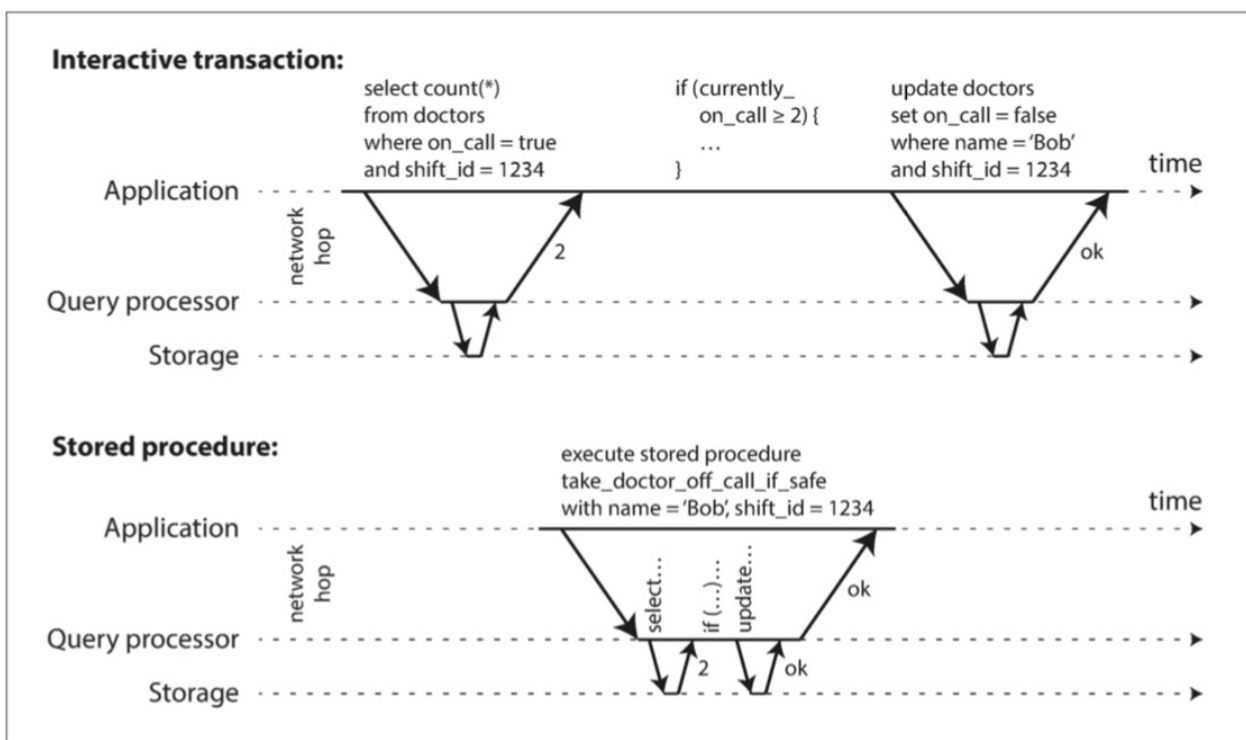 Interactive transaction:
select count(*)
from doctors
where on_call = true
and shift_id = 1234
if (currently_
on_call ≥ 2) {
...
}
update doctors
set on_call = false
where name = ‘Bob’
and shift_id = 1234
time
Application
network
hop
2
ok
Query processor
Storage
Stored procedure:
execute stored procedure
take_doctor_off_call_if_safe
with name = ‘Bob’, shift_id = 1234
time
Application
network
hop
select…
if (…)…
update…
ok
Query processor
2
ok
Storage